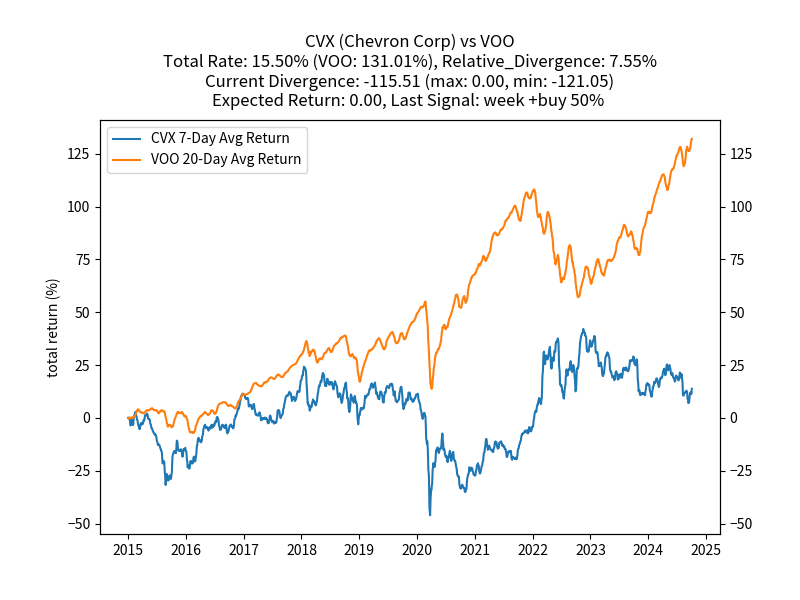 CVX (Chevron Corp) vs VOO
Total Rate: 15.50% (VOO: 131.01%), Relative_Divergence: 7.55%
Current Divergence: -115.51 (max: 0.00, min: -121.05)
Expected Return: 0.00, Last Signal: week +buy 50%
CVX 7-Day Avg Return
VOO 20-Day Avg Return
total return (%)
125
100
75
50
25
0
−25
−50
125
100
75
50
25
0
−25
−50
2015 2016 2017 2018 2019 2020 2021 2022 2023 2024 2025